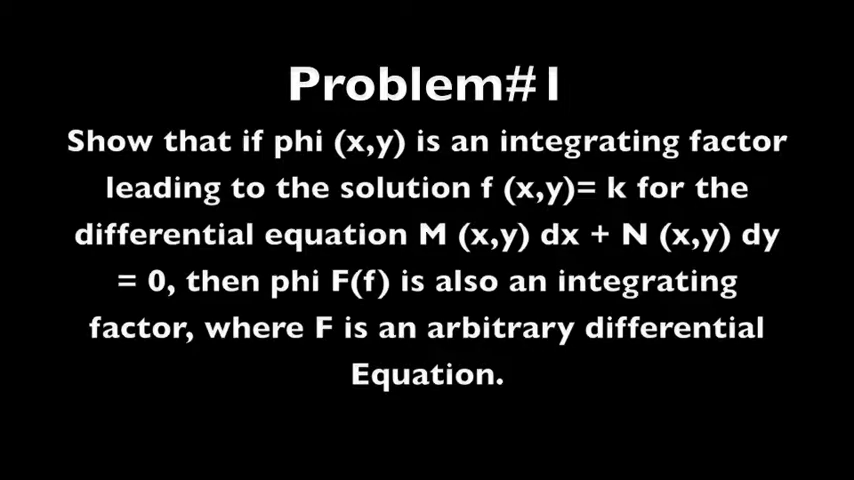 Problem#1
Show that if phi (x,y) is an integrating factor
leading to the solution f (x,y)= k for the
differential equation M (x,y) dx + N (x,y) dy
= 0, then phi F(f) is also an integrating
factor, where F is an arbitrary differential
Equation.